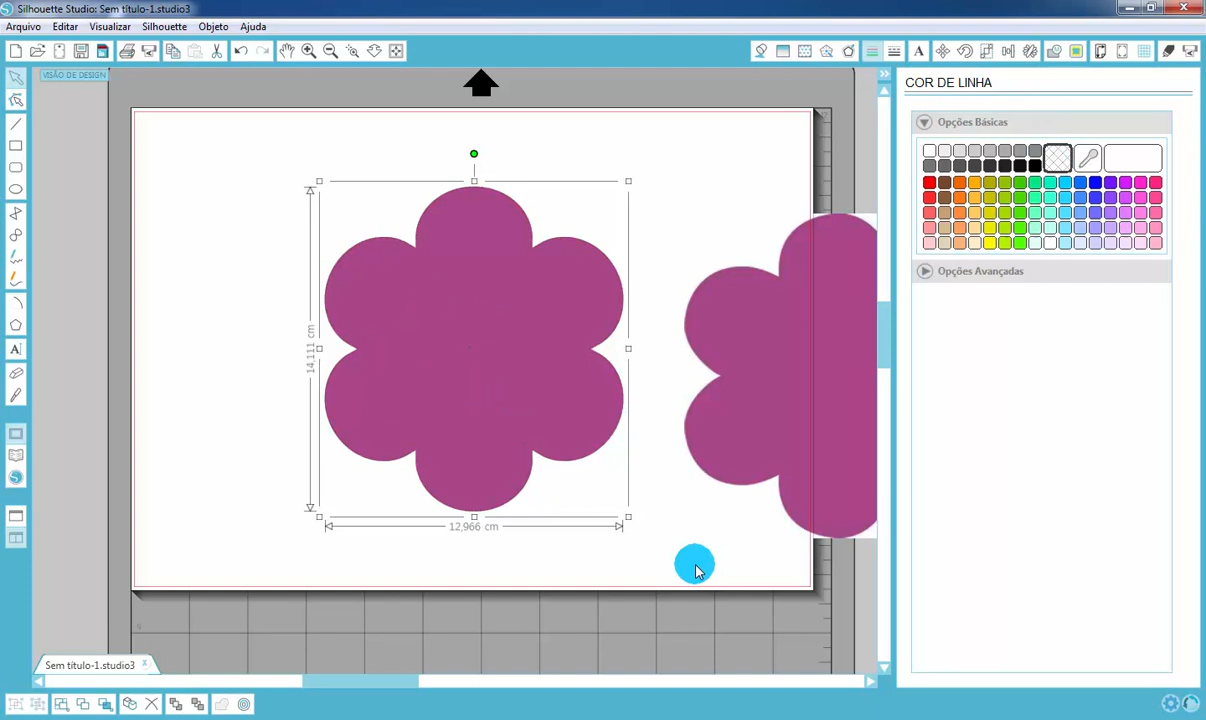 Silhouette Studio: Sem título-1.studio3
Arquivo Editar Visualizar Silhouette Objeto Ajuda
VISÃO DE DESIGN
COR DE LINHA
Opções Básicas
Opções Avançadas
14,111 cm
12,966 cm
Sem título-1.studio3